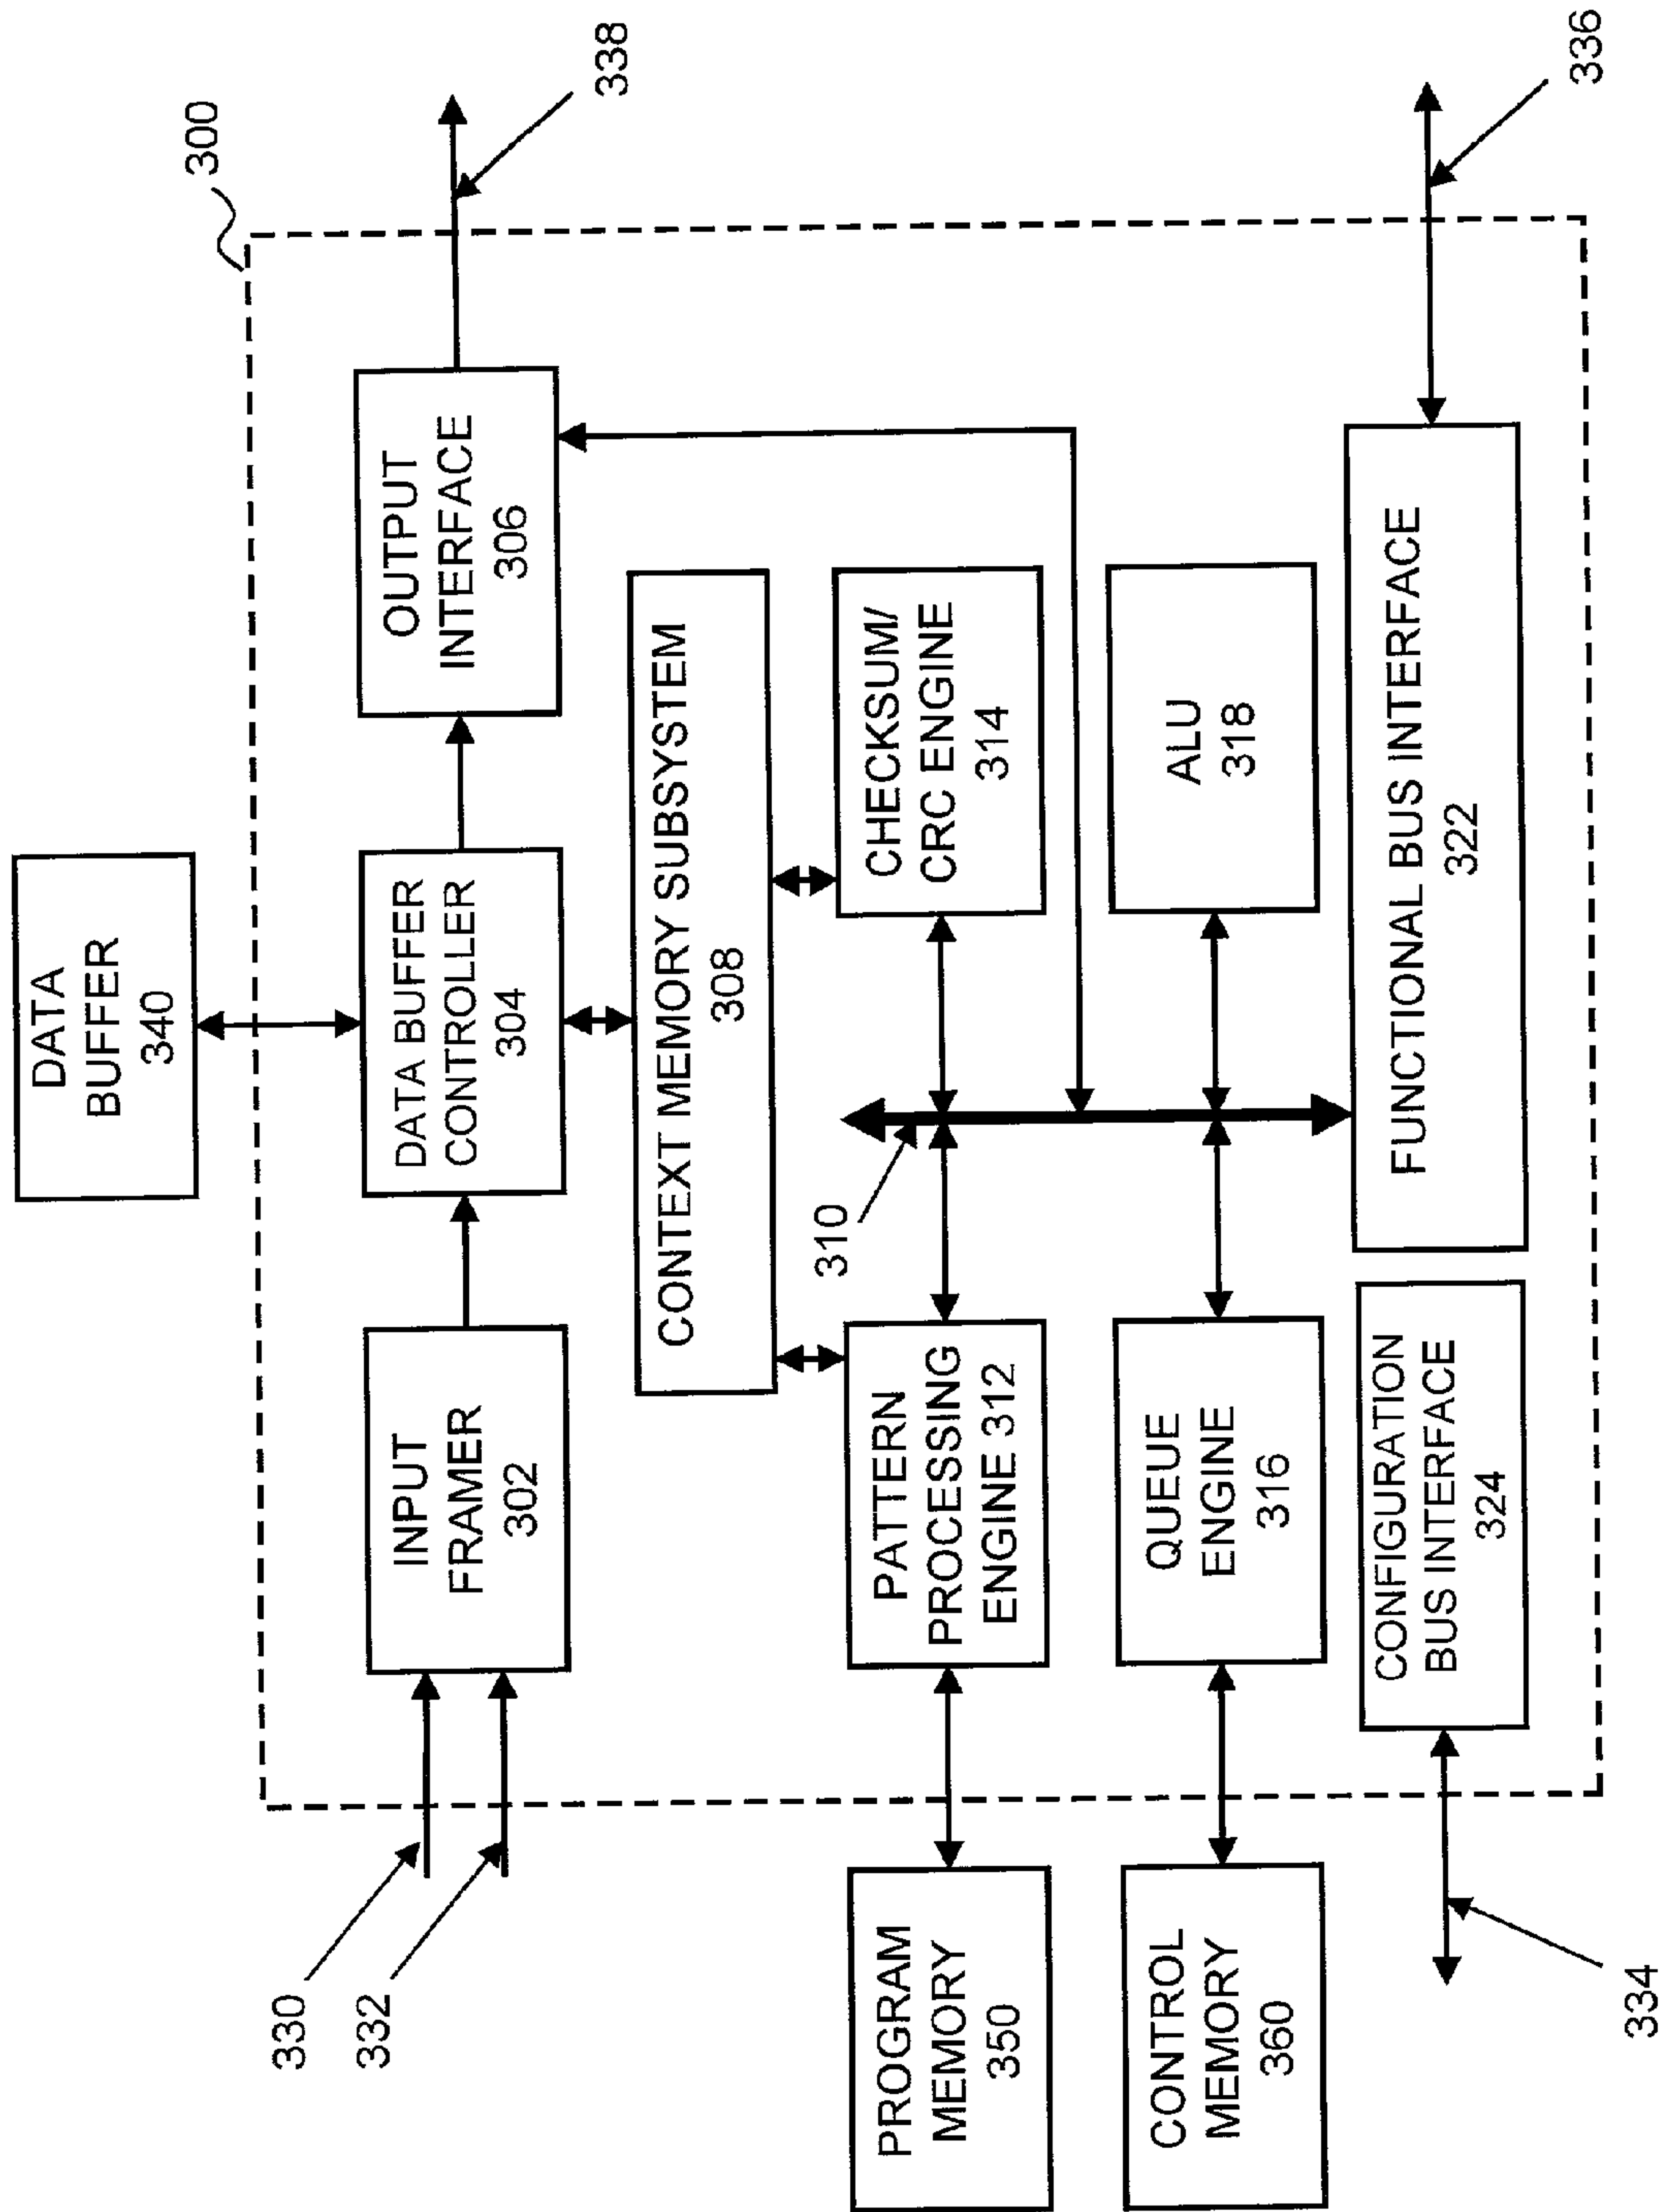 300
DATA
BUFFER
340
330
332
INPUT
FRAMER
302
DATA BUFFER
CONTROLLER
304
OUTPUT
INTERFACE
306
338
CONTEXT MEMORY SUBSYSTEM
308
PROGRAM
MEMORY
350
PATTERN
PROCESSING
ENGINE 312
310
CHECKSUM/
CRC ENGINE
314
CONTROL
MEMORY
360
QUEUE
ENGINE
316
ALU
318
334
CONFIGURATION
BUS INTERFACE
324
FUNCTIONAL BUS INTERFACE
322
336